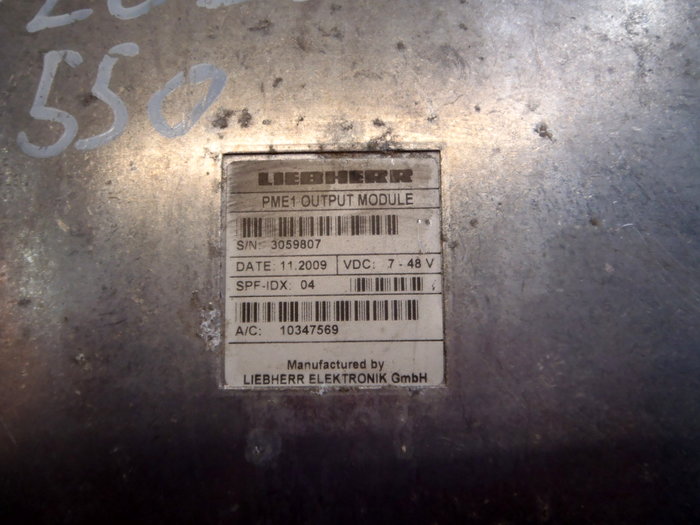 550
LIEBHERR
PME1 OUTPUT MODULE
S/N: 3059807
DATE: 11.2009 VDC: 7 - 48 V
SPF-IDX: 04
A/C: 10347569
Manufactured by
LIEBHERR ELEKTRONIK GmbH